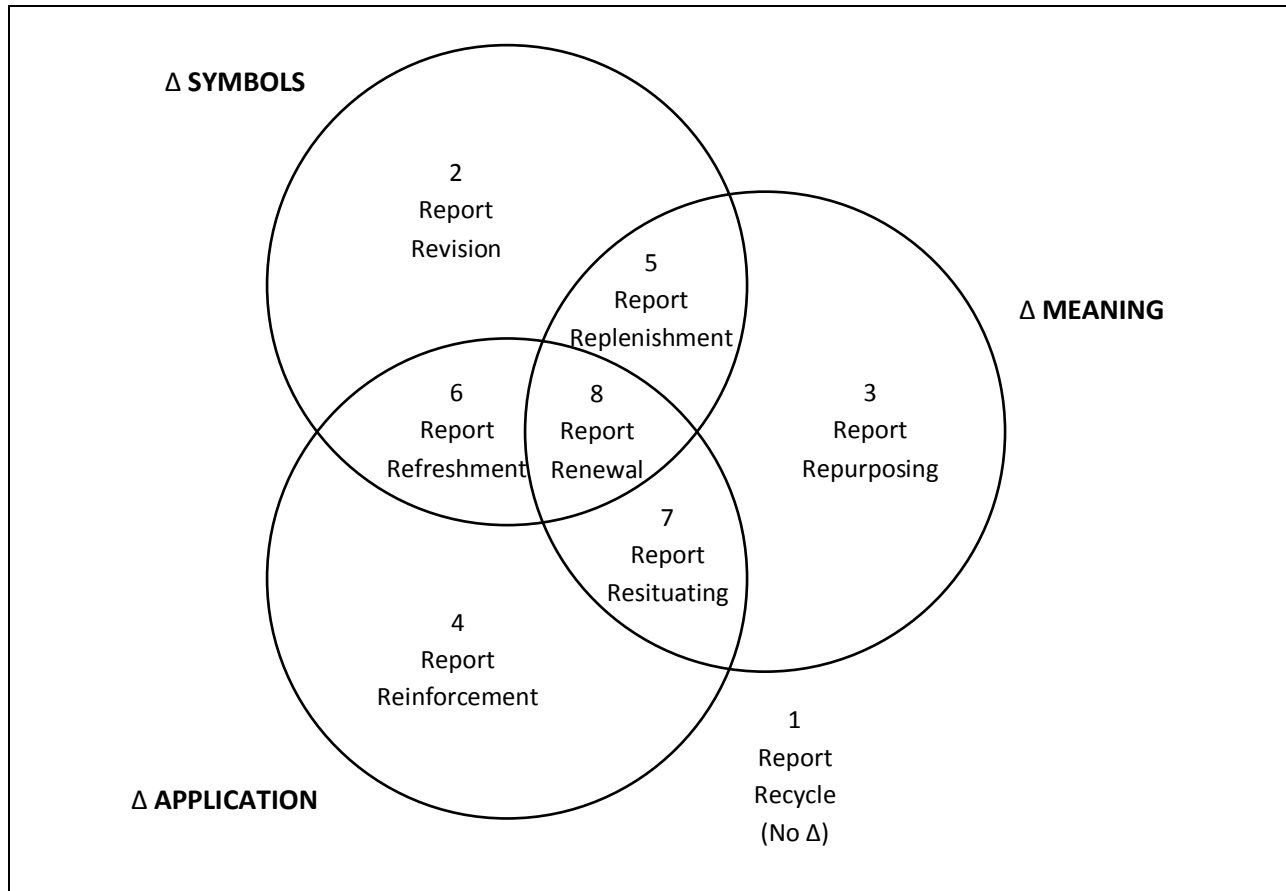 Δ SYMBOLS
2
Report
Revision
5
Report
Replenishment
Δ MEANING
6
Report
Refreshment
8
Report
Renewal
3
Report
Repurposing
7
Report
Resituating
4
Report
Reinforcement
1
Report
Recycle
(No Δ)
Δ APPLICATION